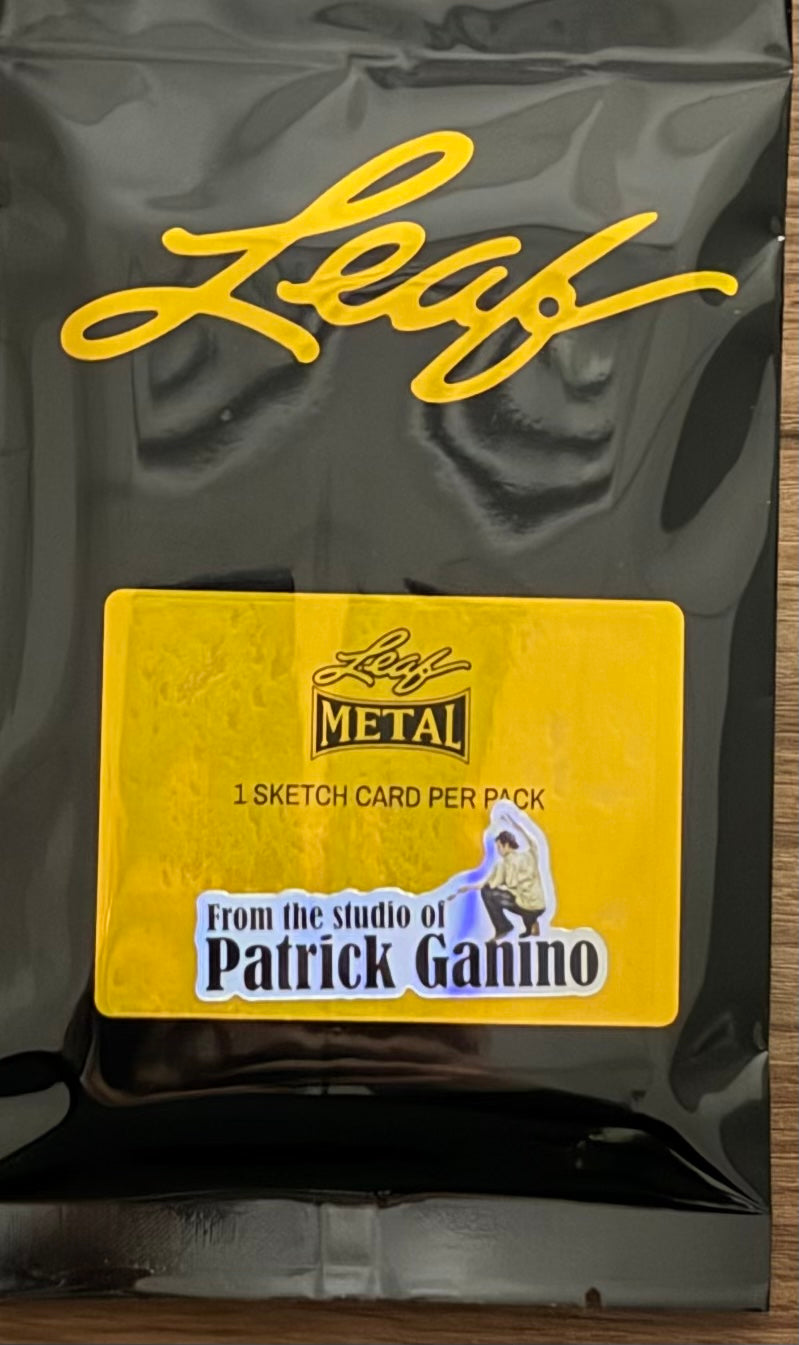 Leaf
Leaf
METAL
1 SKETCH CARD PER PACK
From the studio of
Patrick Ganino